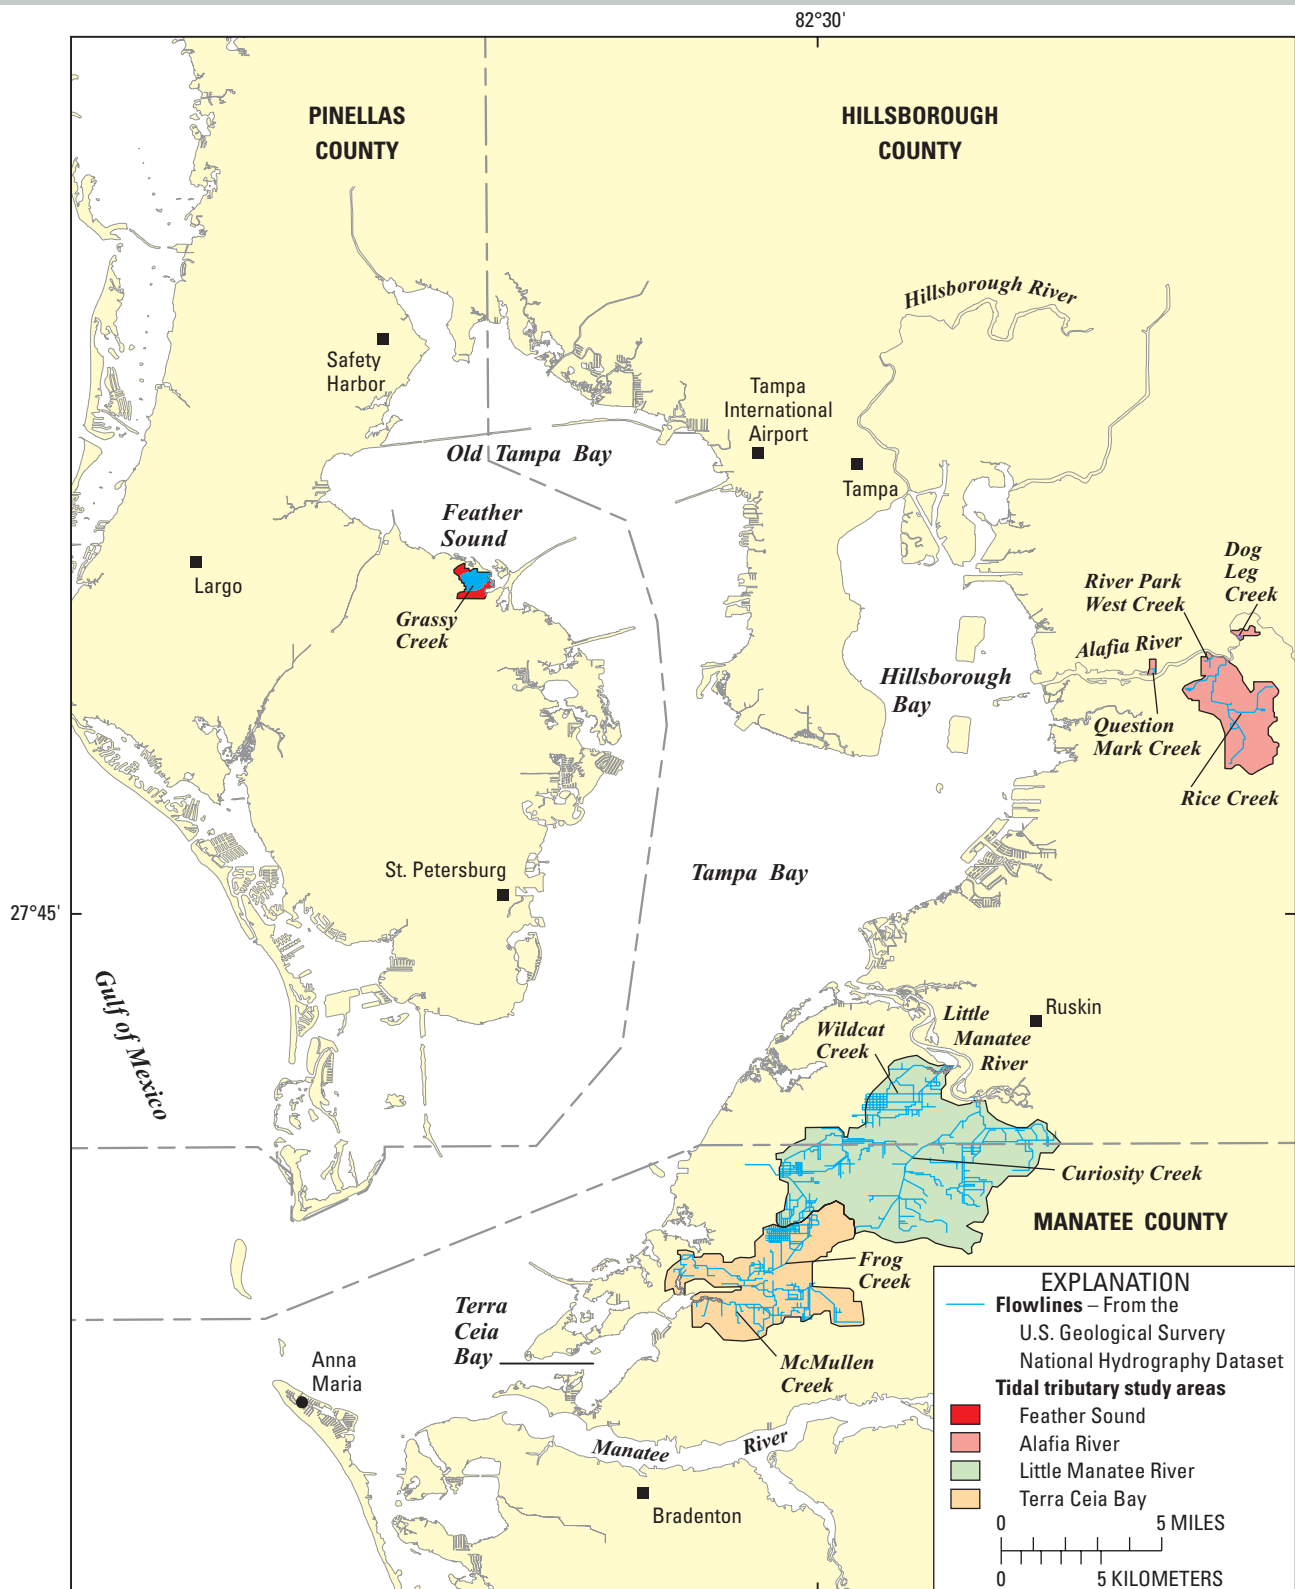 82°30'
PINELLAS
COUNTY
HILLSBOROUGH
COUNTY
Hillsborough River
Safety
Harbor
Tampa
International
Airport
Old Tampa Bay
Tampa
Feather
Sound
Largo
Grassy
Creek
Dog
Leg
Creek
River Park
West Creek
Alafia River
Hillsborough
Bay
Question
Mark Creek
Rice Creek
St. Petersburg
Tampa Bay
27°45'
Gulf of Mexico
Little
Manatee
River
Ruskin
Wildcat
Creek
Curiosity Creek
MANATEE COUNTY
Frog
Creek
Terra
Ceia
Bay
McMullen
Creek
Anna
Maria
Manatee River
Bradenton
EXPLANATION
Flowlines – From the
U.S. Geological Survery
National Hydrography Dataset
Tidal tributary study areas
Feather Sound
Alafia River
Little Manatee River
Terra Ceia Bay
0 5 MILES
0 5 KILOMETERS